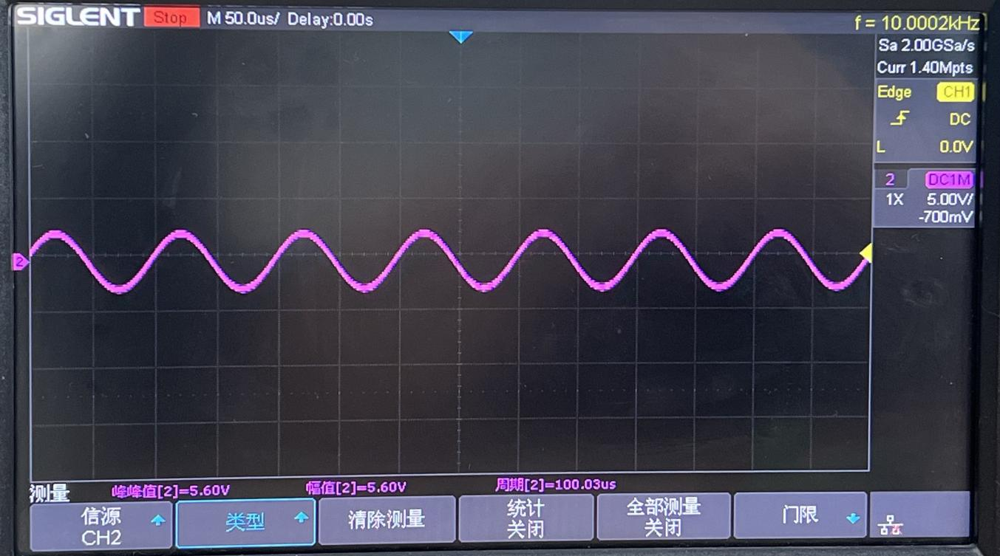 SIGLENT Stop M 50.0us/ Delay:0.00s f = 10.0002kHz
Sa 2.00GSa/s
Curr 1.40Mpts
Edge CH1
DC
L 0.0V
2 DC1M
1X 5.00V/
-700mV
2
测量 峰峰值[2]=5.60V 幅值[2]=5.60V 周期[2]=100.03us
信源
CH2
类型
清除测量
统计
关闭
全部测量
关闭
门限